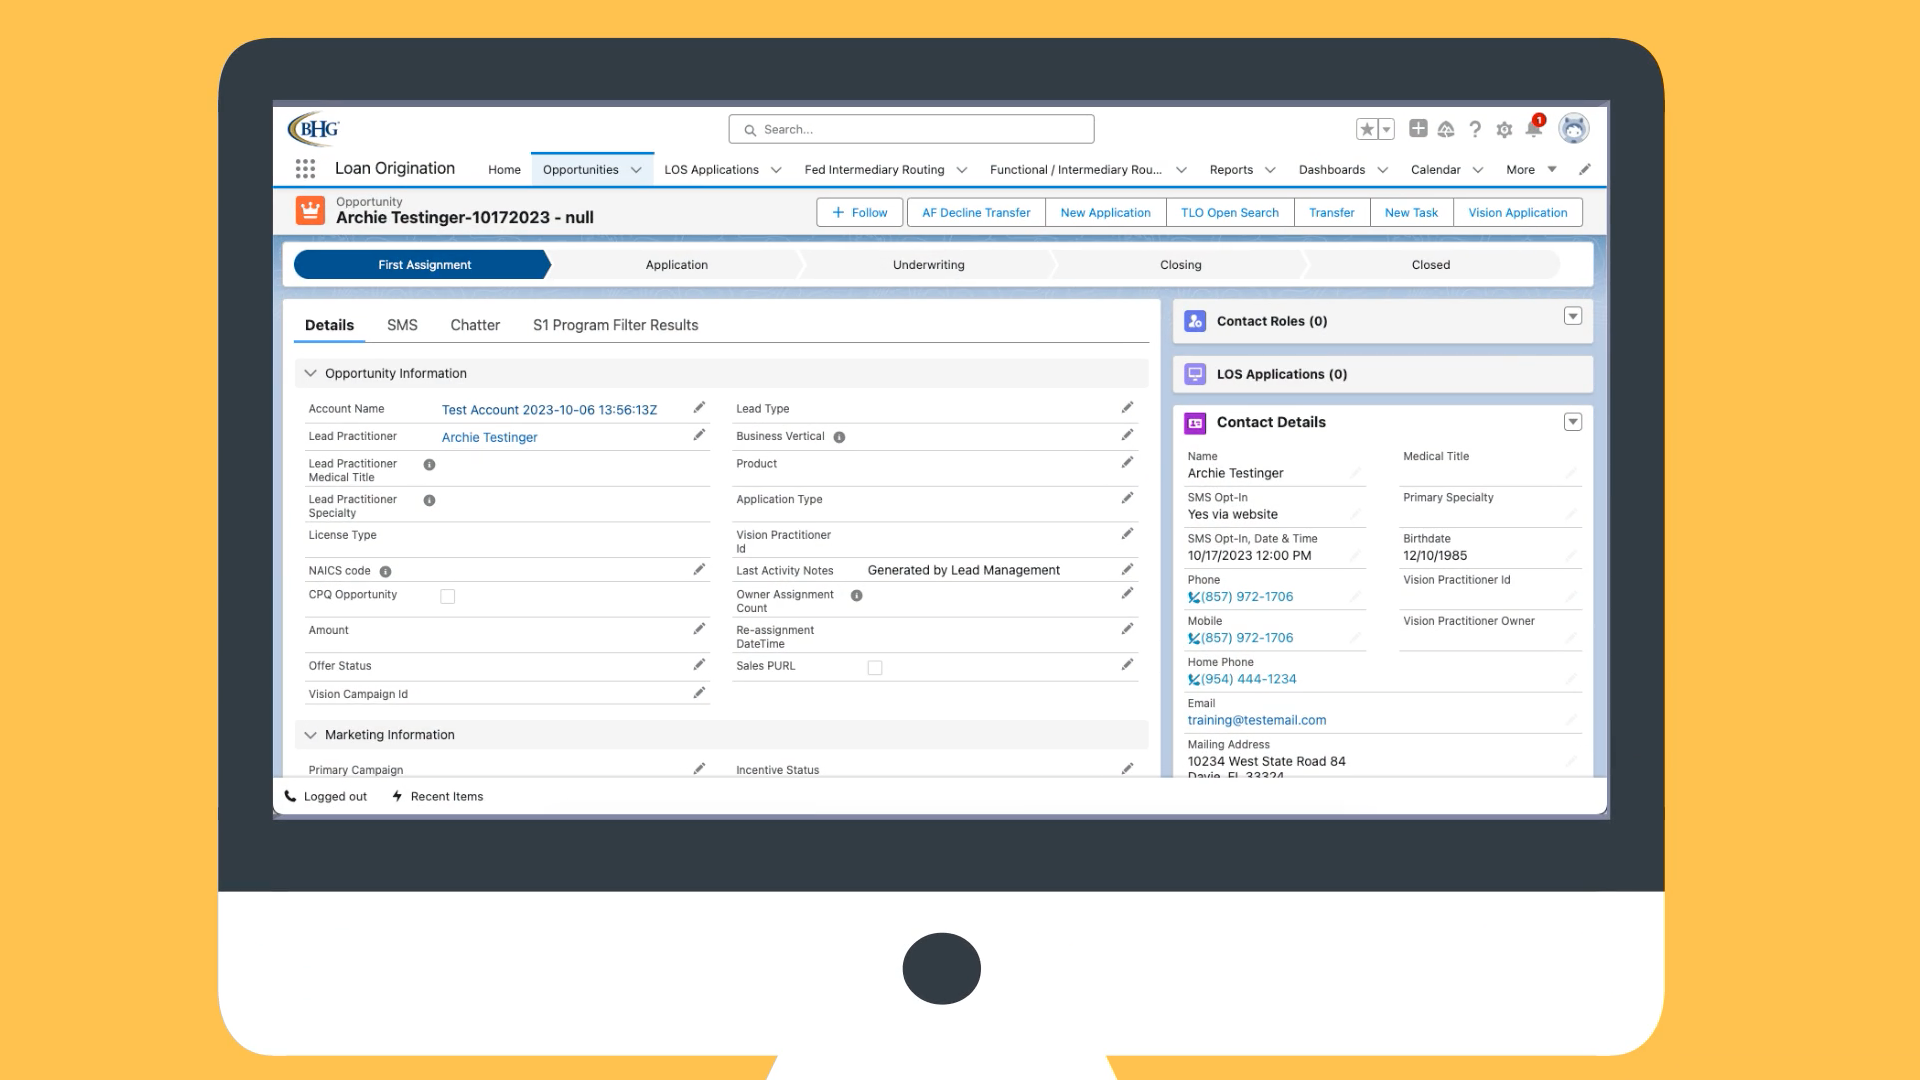 BHG
Search...
1
Loan Origination
Home
Opportunities
LOS Applications
Fed Intermediary Routing
Functional / Intermediary Rou...
Reports
Dashboards
Calendar
More
Opportunity
Archie Testinger-10172023 - null
+ Follow
AF Decline Transfer
New Application
TLO Open Search
Transfer
New Task
Vision Application
First Assignment
Application
Underwriting
Closing
Closed
Details
SMS
Chatter
S1 Program Filter Results
Opportunity Information
Account Name
Test Account 2023-10-06 13:56:13Z
Lead Practitioner
Archie Testinger
Lead Practitioner
Medical Title
Lead Practitioner
Specialty
License Type
NAICS code
CPQ Opportunity
Amount
Offer Status
Vision Campaign Id
Lead Type
Business Vertical
Product
Application Type
Vision Practitioner
Id
Last Activity Notes
Generated by Lead Management
Owner Assignment
Count
Re-assignment
DateTime
Sales PURL
Marketing Information
Primary Campaign
Incentive Status
Contact Roles (0)
LOS Applications (0)
Contact Details
Name
Archie Testinger
Medical Title
SMS Opt-In
Yes via website
Primary Specialty
SMS Opt-In, Date & Time
10/17/2023 12:00 PM
Birthdate
12/10/1985
Phone
(857) 972-1706
Vision Practitioner Id
Mobile
(857) 972-1706
Vision Practitioner Owner
Home Phone
(954) 444-1234
Email
training@testemail.com
Mailing Address
10234 West State Road 84
Davie, FL 33324
Logged out
Recent Items